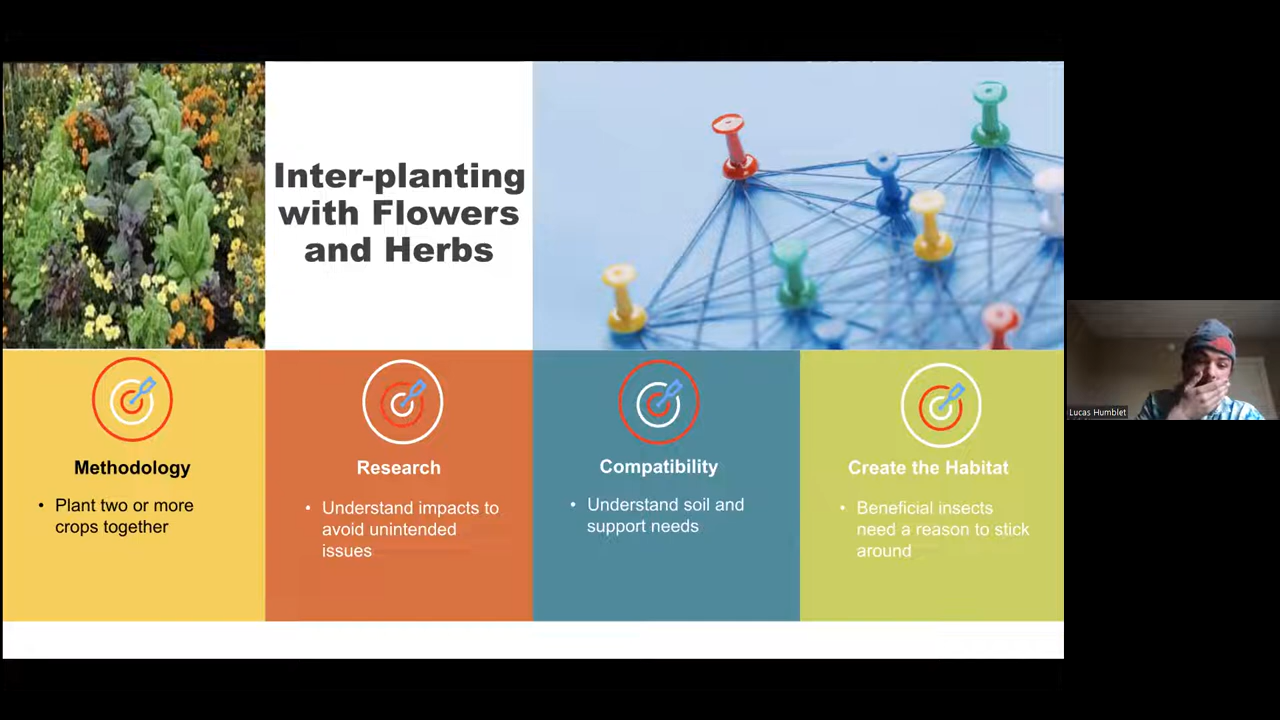 Inter-planting
with Flowers
and Herbs
Methodology
• Plant two or more
crops together
Research
• Understand impacts to
avoid unintended
issues
Compatibility
• Understand soil and
support needs
Create the Habitat
• Beneficial insects
need a reason to stick
around
Lucas Humblet